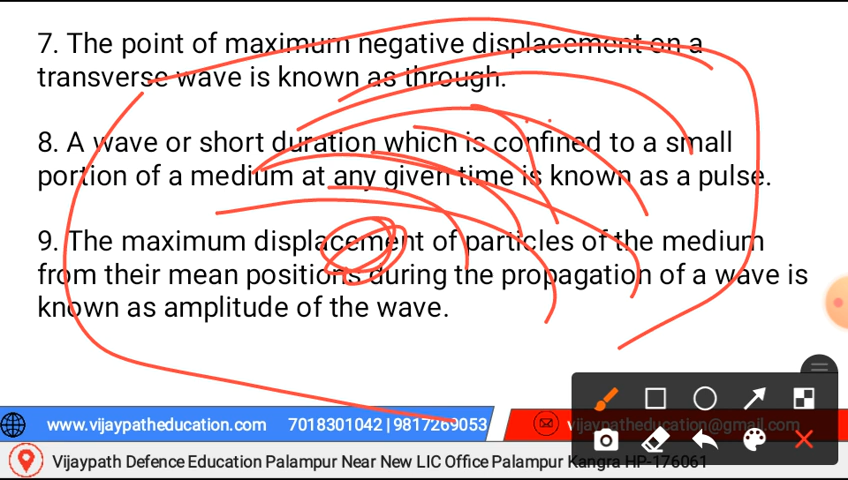 7. The point of maximum negative displacement on a
transverse wave is known as through.
8. A wave or short duration which is confined to a small
portion of a medium at any given time is known as a pulse.
9. The maximum displacement of particles of the medium
from their mean positions during the propagation of a wave is
known as amplitude of the wave.
www.vijaypatheducation.com 7018301042 | 9817269053 vijaypatheducation@gmail.com
Vijaypath Defence Education Palampur Near New LIC Office Palampur Kangra HP-176061